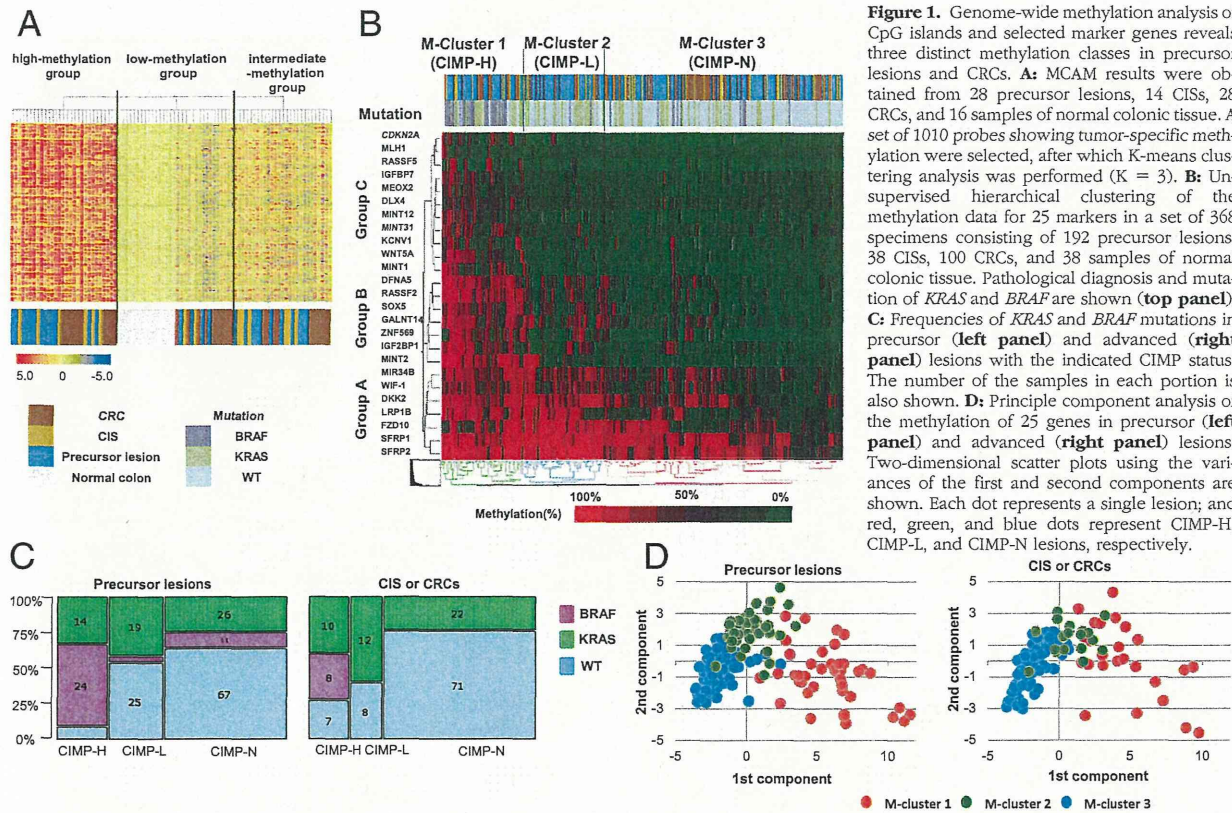 A
high-methylation group
low-methylation group
intermediate -methylation group
5.0 0 -5.0
CRC
CIS
Precursor lesion
Normal colon
Mutation
BRAF
KRAS
WT
B
M-Cluster 1 (CIMP-H)
M-Cluster 2 (CIMP-L)
M-Cluster 3 (CIMP-N)
Mutation
Group C
Group B
Group A
CDKN2A
MLH1
RASSF5
IGFBP7
MEOX2
DLX4
MINT12
MINT31
KCNV1
WNT5A
MINT1
DFNA5
RASSF2
SOX5
GALNT14
ZNF569
IGF2BP1
MINT2
MIR34B
WIF-1
DKK2
LRP1B
FZD10
SFRP1
SFRP2
100% 50% 0%
Methylation(%)
Figure 1. Genome-wide methylation analysis o
CpG islands and selected marker genes reveals
three distinct methylation classes in precursor
lesions and CRCs. A: MCAM results were ob-
tained from 28 precursor lesions, 14 CISs, 28
CRCs, and 16 samples of normal colonic tissue. A
set of 1010 probes showing tumor-specific meth-
ylation were selected, after which K-means clus-
tering analysis was performed (K = 3). B: Un-
supervised hierarchical clustering of the
methylation data for 25 markers in a set of 368
specimens consisting of 192 precursor lesions,
38 CISs, 100 CRCs, and 38 samples of normal
colonic tissue. Pathological diagnosis and muta-
tion of KRAS and BRAF are shown (top panel).
C: Frequencies of KRAS and BRAF mutations in
precursor (left panel) and advanced (right
panel) lesions with the indicated CIMP status.
The number of the samples in each portion is
also shown. D: Principle component analysis o
the methylation of 25 genes in precursor (left
panel) and advanced (right panel) lesions.
Two-dimensional scatter plots using the vari-
ances of the first and second components are
shown. Each dot represents a single lesion; and
red, green, and blue dots represent CIMP-H,
CIMP-L, and CIMP-N lesions, respectively.
C
Precursor lesions
100%
75%
50%
25%
0%
14
24
19
25
26
11
67
CIMP-H CIMP-L CIMP-N
CIS or CRCs
10
8
7
12
8
22
71
CIMP-H CIMP-L CIMP-N
BRAF
KRAS
WT
D
Precursor lesions
2nd component
5
3
1
-1
-3
-5
-5 0 5 10
1st component
CIS or CRCs
2nd component
5
3
1
-1
-3
-5
-5 0 5 10
1st component
M-cluster 1 M-cluster 2 M-cluster 3